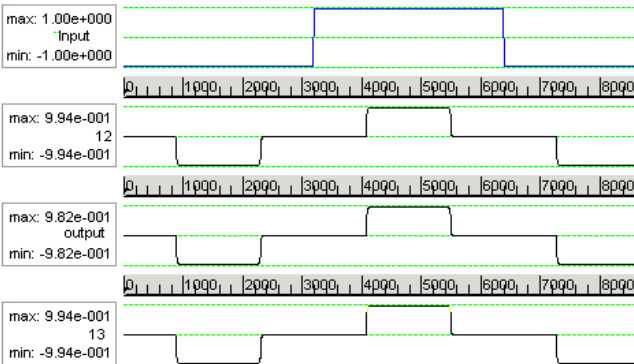 max: 1.00e+000
Input
min: -1.00e+000
0 1000 2000 3000 4000 5000 6000 7000 8000
max: 9.94e-001
12
min: -9.94e-001
0 1000 2000 3000 4000 5000 6000 7000 8000
max: 9.82e-001
output
min: -9.82e-001
0 1000 2000 3000 4000 5000 6000 7000 8000
max: 9.94e-001
13
min: -9.94e-001